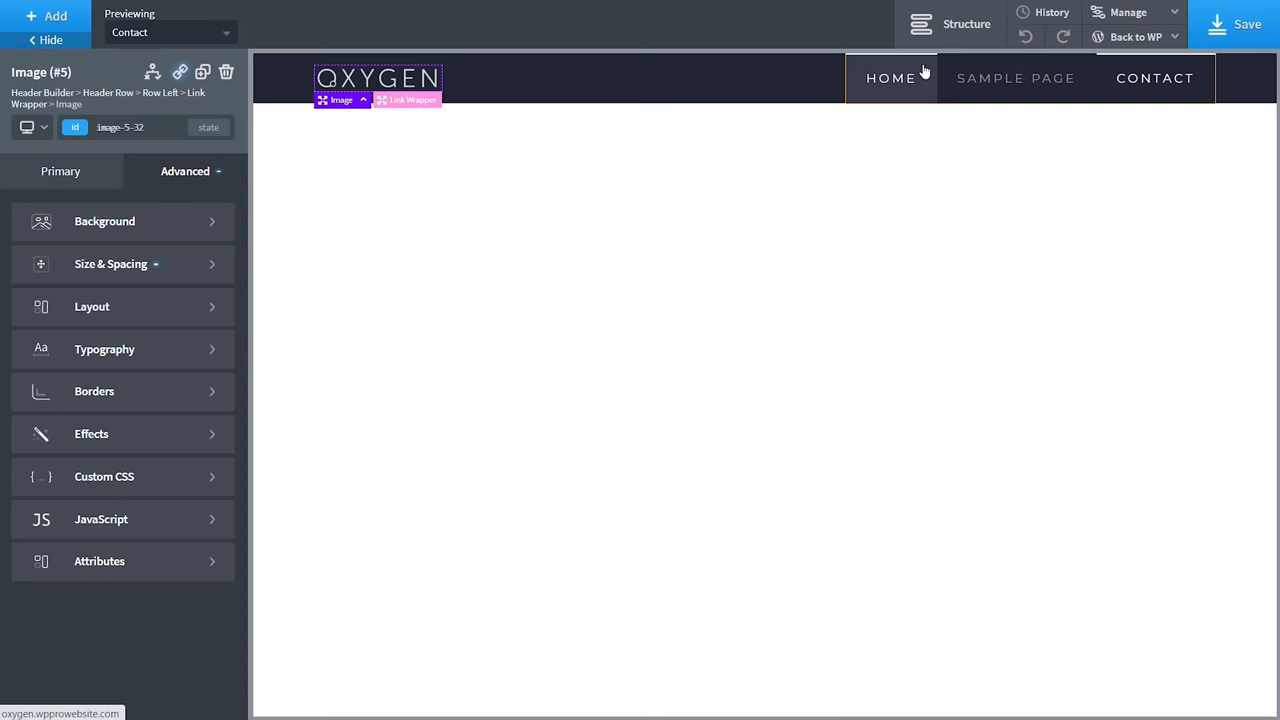 Add
Hide
Previewing
Contact
Structure
History
Manage
Back to WP
Save
Image (#5)
Header Builder > Header Row > Row Left > Link
Wrapper > Image
id
image-5-32
state
Primary
Advanced
Background
Size & Spacing
Layout
Aa
Typography
Borders
Effects
{...}
Custom CSS
JS
JavaScript
Attributes
OXYGEN
Image
Link Wrapper
HOME
SAMPLE PAGE
CONTACT
oxygen.wpprowebsite.com